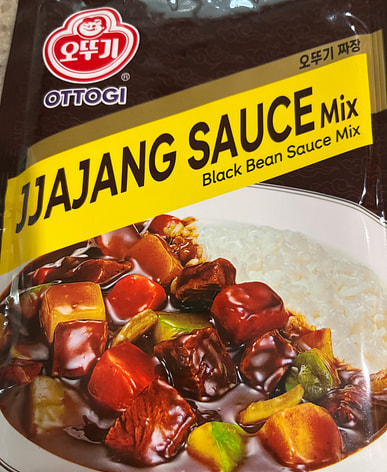 오뚜기
®
OTTOGI
오뚜기 짜장
JJAJANG SAUCE Mix
Black Bean Sauce Mix